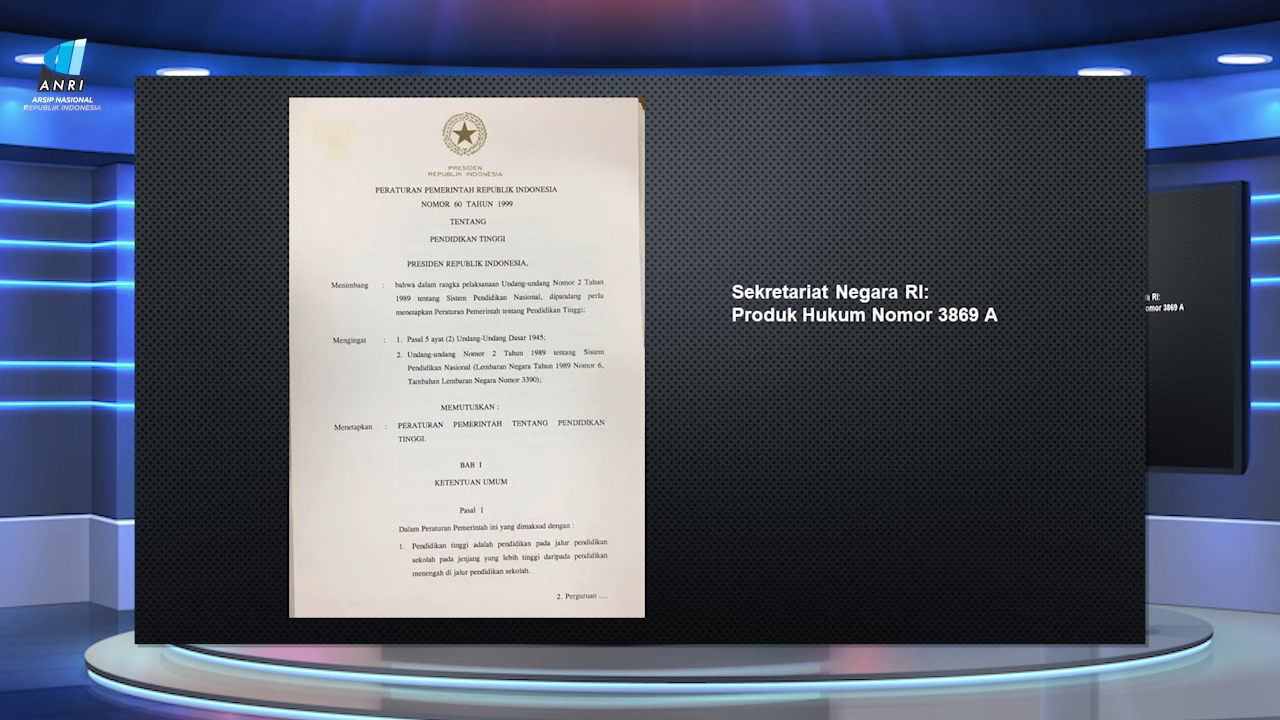 ANRI
ARSIP NASIONAL
REPUBLIK INDONESIA
PRESIDEN
REPUBLIK INDONESIA
PERATURAN PEMERINTAH REPUBLIK INDONESIA
NOMOR 60 TAHUN 1999
TENTANG
PENDIDIKAN TINGGI
PRESIDEN REPUBLIK INDONESIA,
Menimbang : bahwa dalam rangka pelaksanaan Undang-undang Nomor 2 Tahun
1989 tentang Sistem Pendidikan Nasional, dipandang perlu
menetapkan Peraturan Pemerintah tentang Pendidikan Tinggi;
Mengingat : 1. Pasal 5 ayat (2) Undang-Undang Dasar 1945;
2. Undang-undang Nomor 2 Tahun 1989 tentang Sistem
Pendidikan Nasional (Lembaran Negara Tahun 1989 Nomor 6,
Tambahan Lembaran Negara Nomor 3390);
MEMUTUSKAN :
Menetapkan : PERATURAN PEMERINTAH TENTANG PENDIDIKAN
TINGGI.
BAB I
KETENTUAN UMUM
Pasal 1
Dalam Peraturan Pemerintah ini yang dimaksud dengan :
1. Pendidikan tinggi adalah pendidikan pada jalur pendidikan
sekolah pada jenjang yang lebih tinggi daripada pendidikan
menengah di jalur pendidikan sekolah.
2. Perguruan ....
Sekretariat Negara RI:
Produk Hukum Nomor 3869 A
RI:
omor 3869 A